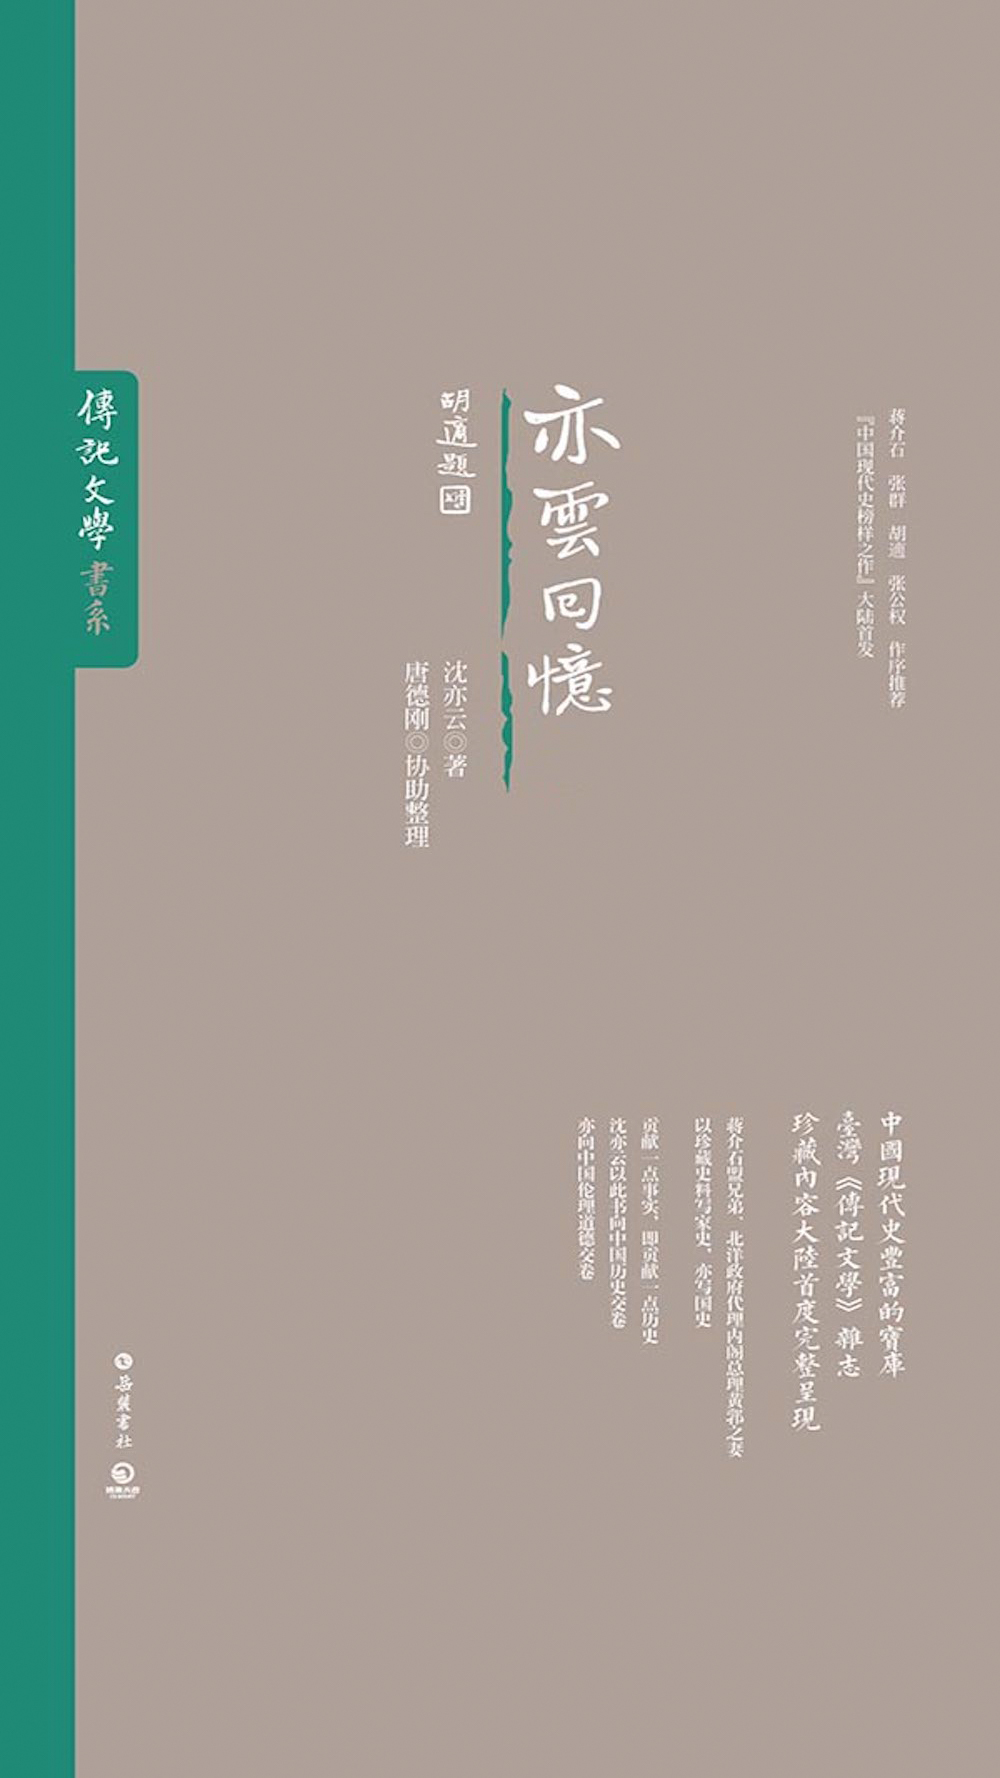 蒋介石 张群 胡適 张公权 作序推荐
『中国现代史榜样之作』大陆首发
亦雲回憶
胡適題
沈亦云◎著
唐德刚◎协助整理
傳記文學書系
中國現代史豐富的寶庫
臺灣《傳記文學》雜志
珍藏內容大陸首度完整呈現
蒋介石盟兄弟、北洋政府代理内阁总理黄郛之妻
以珍藏史料写家史，亦写国史
贡献一点事实，即贡献一点历史
沈亦云以此书向中国历史交卷
亦向中国伦理道德交卷
岳麓書社